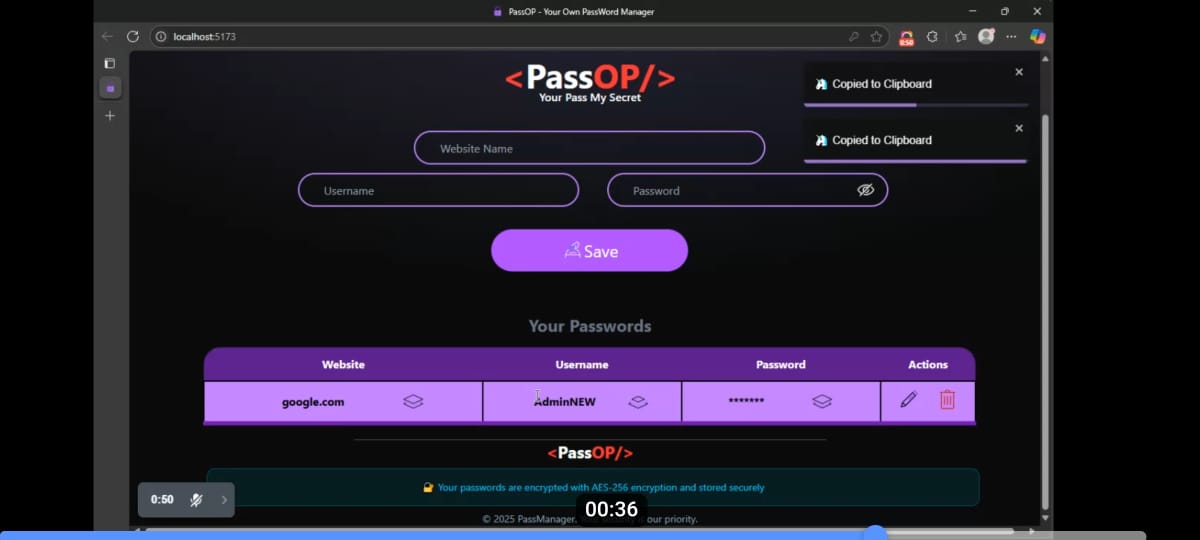 PassOP - Your Own PassWord Manager
localhost:5173
0:50
<PassOP/>
Your Pass My Secret
Copied to Clipboard
Copied to Clipboard
Website Name
Username Password
Save
Your Passwords
Website Username Password Actions
google.com AdminNEW *******
<PassOP/>
Your passwords are encrypted with AES-256 encryption and stored securely
0:50
00:36
© 2025 PassManager. our priority.